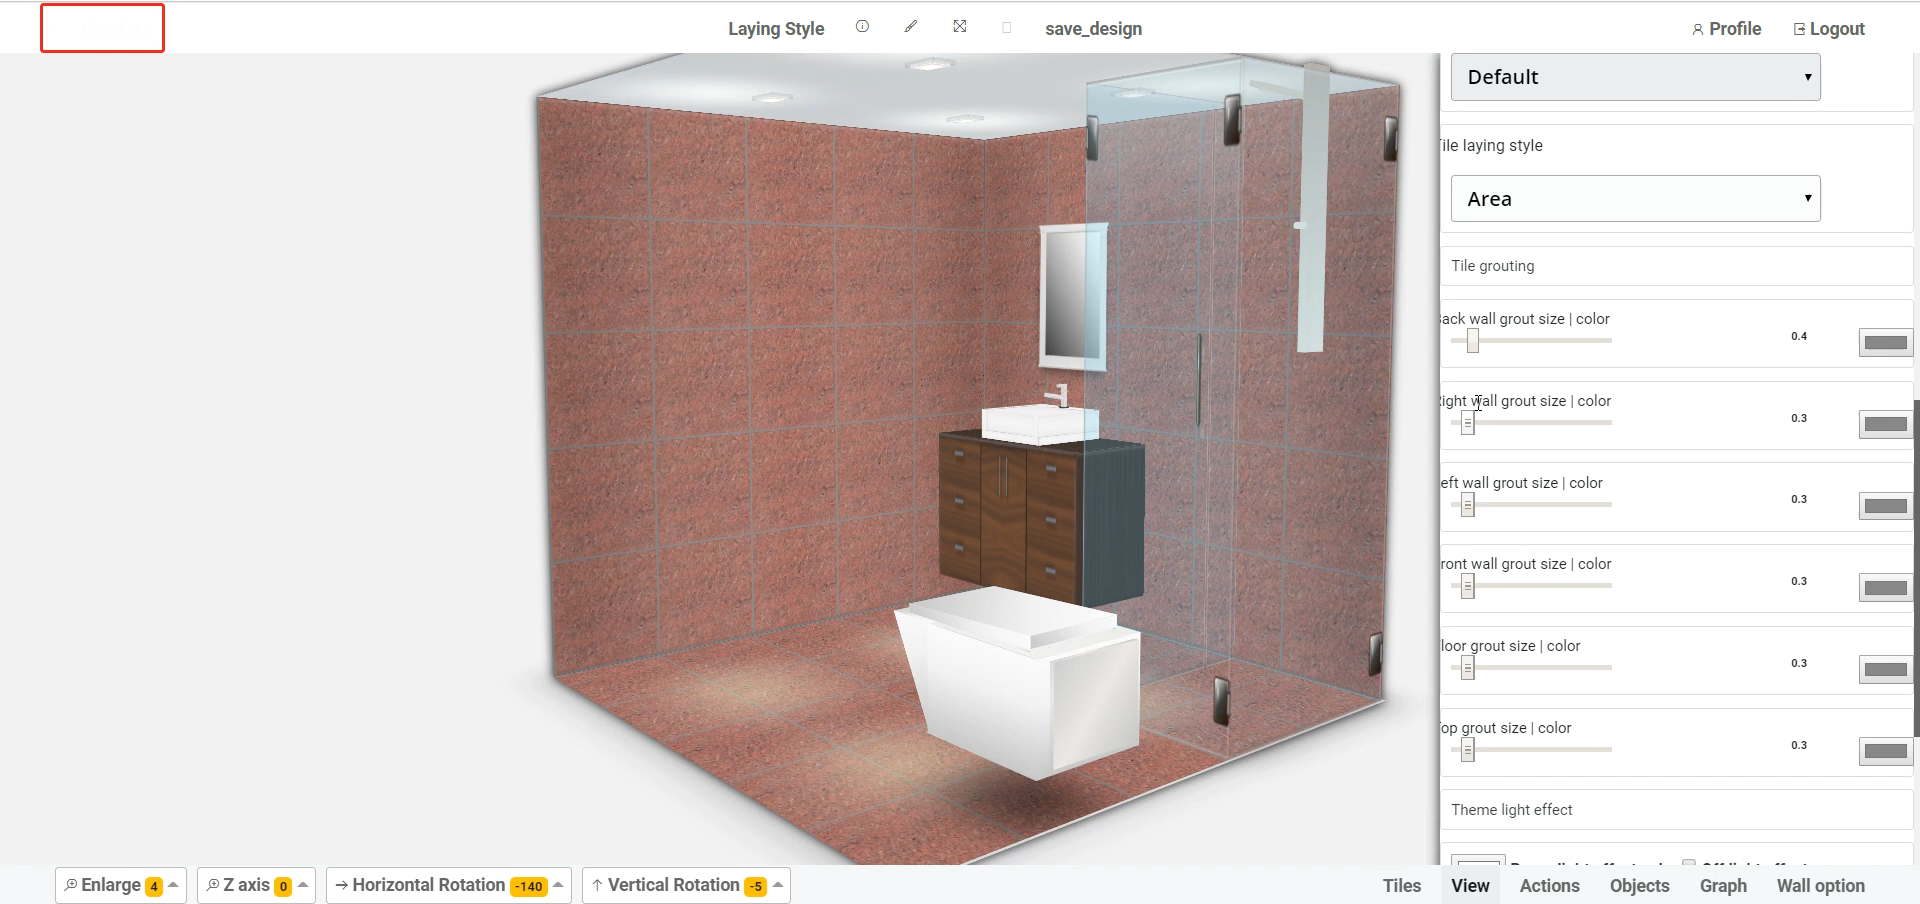 Laying Style save_design Profile Logout
Default
ile laying style
Area
Tile grouting
ack wall grout size | color 0.4
ight wall grout size | color 0.3
eft wall grout size | color 0.3
ront wall grout size | color 0.3
loor grout size | color 0.3
op grout size | color 0.3
Theme light effect
Enlarge 4 Z axis 0 Horizontal Rotation -140 Vertical Rotation -5 Tiles View Actions Objects Graph Wall option